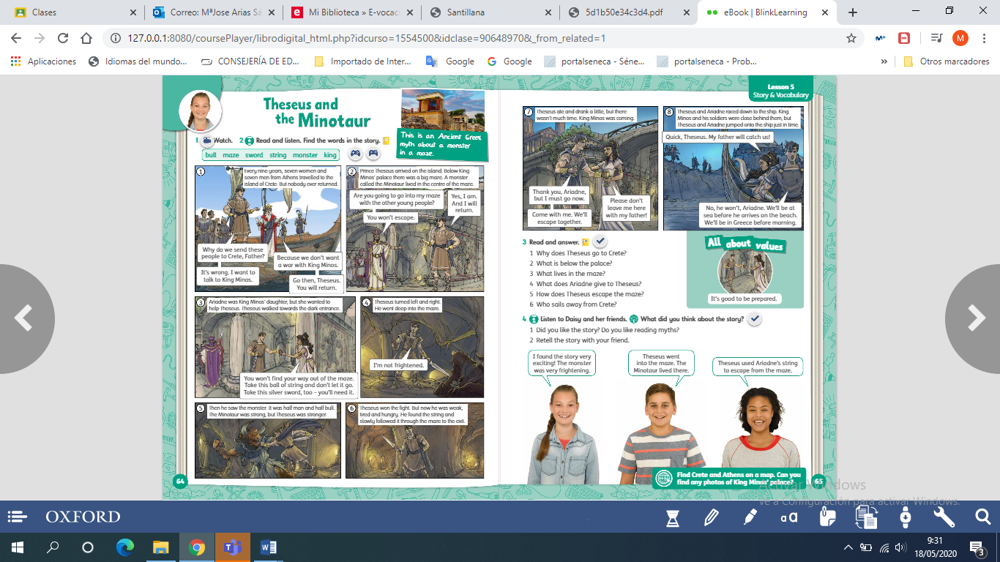 Clases
Correo: MªJose Arias Sá
Mi Biblioteca » E-vocac
Santillana
5d1b50e34c3d4.pdf
eBook | BlinkLearning
127.0.0.1:8080/coursePlayer/librodigital_html.php?idcurso=1554500&idclase=90648970&_from_related=1
M
Aplicaciones
Idiomas del mundo...
CONSEJERÍA DE ED...
Importado de Inter...
Google
Google
portalseneca - Séne...
portalseneca - Prob...
»
Otros marcadores
Theseus and
the Minotaur
1 Watch. 2 Read and listen. Find the words in the story.
bull maze sword string monster king
This is an Ancient Greek
myth about a monster
in a maze.
1
Every nine years, seven women and
seven men from Athens travelled to the
island of Crete. But nobody ever returned.
Why do we send these
people to Crete, Father?
Because we don't want
a war with King Minos.
It's wrong. I want to
talk to King Minos.
Go then, Theseus.
You will return.
2
Prince Theseus arrived on the island. Below King
Minos' palace there was a big maze. A monster
called the Minotaur lived in the centre of the maze.
Are you going to go into my maze
with the other young people?
Yes, I am.
And I will
return.
You won't escape.
3
Ariadne was King Minos' daughter, but she wanted to
help Theseus. Theseus walked towards the dark entrance.
You won't find your way out of the maze.
Take this ball of string and don't let it go.
Take this silver sword, too – you'll need it.
4
Theseus turned left and right.
He went deep into the maze.
I'm not frightened.
5
Then he saw the monster. It was half man and half bull.
The Minotaur was strong, but Theseus was stronger.
6
Theseus won the fight. But now he was weak,
tired and hungry. He found the string and
slowly followed it through the maze to the exit.
64
Lesson 5
Story & Vocabulary
7
Theseus ate and drank a little, but there
wasn't much time. King Minos was coming.
Thank you, Ariadne,
but I must go now.
Please don't
leave me here
with my father!
Come with me. We'll
escape together.
8
Theseus and Ariadne raced down to the ship. King
Minos and his soldiers were close behind them, but
Theseus and Ariadne jumped onto the ship just in time.
Quick, Theseus. My father will catch us!
No, he won't, Ariadne. We'll be at
sea before he arrives on the beach.
We'll be in Greece before morning.
3 Read and answer.
1 Why does Theseus go to Crete?
2 What is below the palace?
3 What lives in the maze?
4 What does Ariadne give to Theseus?
5 How does Theseus escape the maze?
6 Who sails away from Crete?
All about values
It's good to be prepared.
4 Listen to Daisy and her friends. What did you think about the story?
1 Did you like the story? Do you like reading myths?
2 Retell the story with your friend.
I found the story very
exciting! The monster
was very frightening.
Theseus went
into the maze. The
Minotaur lived there.
Theseus used Ariadne's string
to escape from the maze.
Find Crete and Athens on a map. Can you
find any photos of King Minos' palace?
65
Activar Windows
Ve a Configuración para activar Windows.
OXFORD
a a
9:31
18/05/2020
3